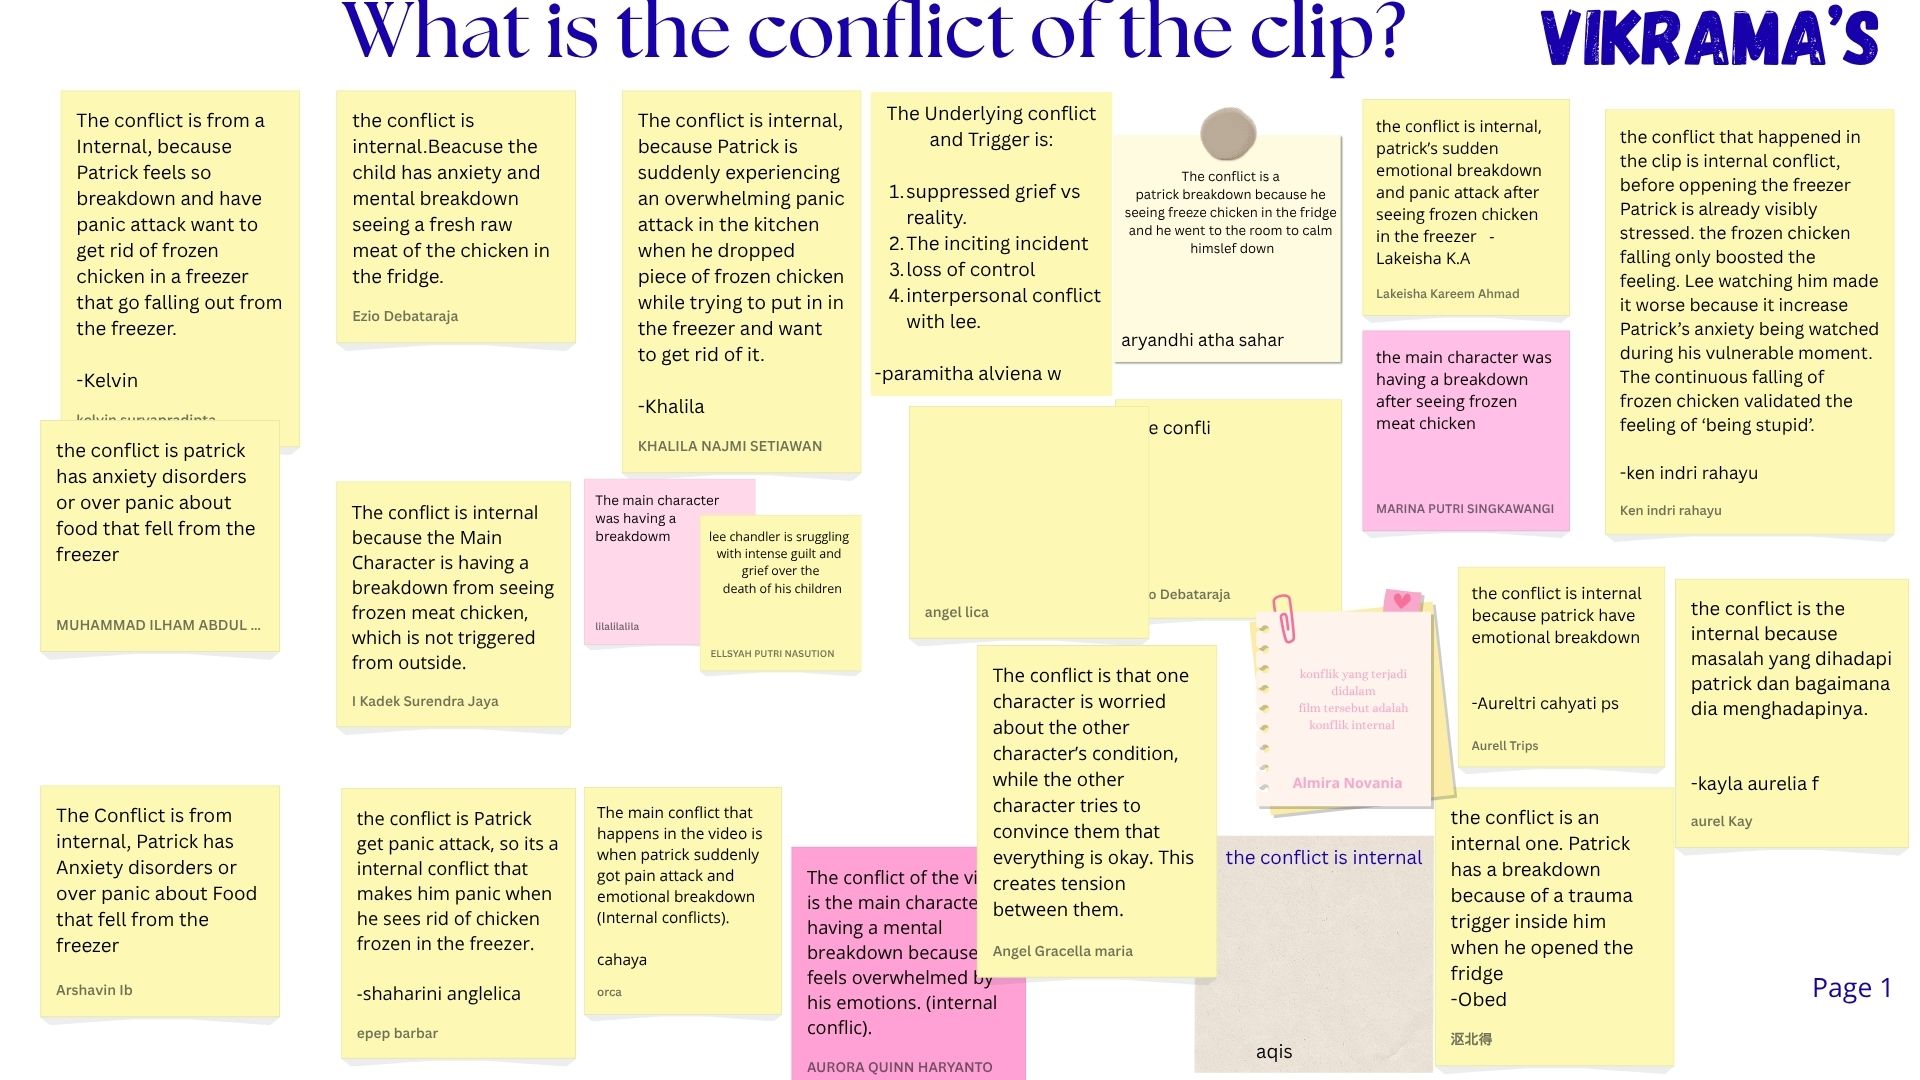 What is the conflict of the clip?
VIKRAMA'S
The conflict is from a
Internal, because
Patrick feels so
breakdown and have
panic attack want to
get rid of frozen
chicken in a freezer
that go falling out from
the freezer.
-Kelvin
kelvin suryapradipta
the conflict is
internal.Beacuse the
child has anxiety and
mental breakdown
seeing a fresh raw
meat of the chicken in
the fridge.
Ezio Debataraja
The conflict is internal,
because Patrick is
suddenly experiencing
an overwhelming panic
attack in the kitchen
when he dropped
piece of frozen chicken
while trying to put in in
the freezer and want
to get rid of it.
-Khalila
KHALILA NAJMI SETIAWAN
The Underlying conflict
and Trigger is:
1. suppressed grief vs
reality.
2. The inciting incident
3. loss of control
4. interpersonal conflict
with lee.
-paramitha alviena w
The conflict is a
patrick breakdown because he
seeing freeze chicken in the fridge
and he went to the room to calm
himslef down
aryandhi atha sahar
the conflict is internal,
patrick's sudden
emotional breakdown
and panic attack after
seeing frozen chicken
in the freezer -
Lakeisha K.A
Lakeisha Kareem Ahmad
the main character was
having a breakdown
after seeing frozen
meat chicken
MARINA PUTRI SINGKAWANGI
the conflict that happened in
the clip is internal conflict,
before oppening the freezer
Patrick is already visibly
stressed. the frozen chicken
falling only boosted the
feeling. Lee watching him made
it worse because it increase
Patrick's anxiety being watched
during his vulnerable moment.
The continuous falling of
frozen chicken validated the
feeling of 'being stupid'.
-ken indri rahayu
Ken indri rahayu
the conflict is patrick
has anxiety disorders
or over panic about
food that fell from the
freezer
MUHAMMAD ILHAM ABDUL ...
The conflict is internal
because the Main
Character is having a
breakdown from seeing
frozen meat chicken,
which is not triggered
from outside.
I Kadek Surendra Jaya
The main character
was having a
breakdowm
lilalilalila
lee chandler is sruggling
with intense guilt and
grief over the
death of his children
ELLSYAH PUTRI NASUTION
angel lica
e confli
o Debataraja
The conflict is that one
character is worried
about the other
character's condition,
while the other
character tries to
convince them that
everything is okay. This
creates tension
between them.
Angel Gracella maria
konflik yang terjadi
didalam
film tersebut adalah
konflik internal
Almira Novania
the conflict is internal
because patrick have
emotional breakdown
-Aureltri cahyati ps
Aurell Trips
the conflict is the
internal because
masalah yang dihadapi
patrick dan bagaimana
dia menghadapinya.
-kayla aurelia f
aurel Kay
The Conflict is from
internal, Patrick has
Anxiety disorders or
over panic about Food
that fell from the
freezer
Arshavin Ib
the conflict is Patrick
get panic attack, so its a
internal conflict that
makes him panic when
he sees rid of chicken
frozen in the freezer.
-shaharini anglelica
epep barbar
The main conflict that
happens in the video is
when patrick suddenly
got pain attack and
emotional breakdown
(Internal conflicts).
cahaya
orca
The conflict of the vi
is the main characte
having a mental
breakdown because
feels overwhelmed by
his emotions. (internal
conflic).
AURORA QUINN HARYANTO
the conflict is internal
aqis
the conflict is an
internal one. Patrick
has a breakdown
because of a trauma
trigger inside him
when he opened the
fridge
-Obed
沤北得
Page 1